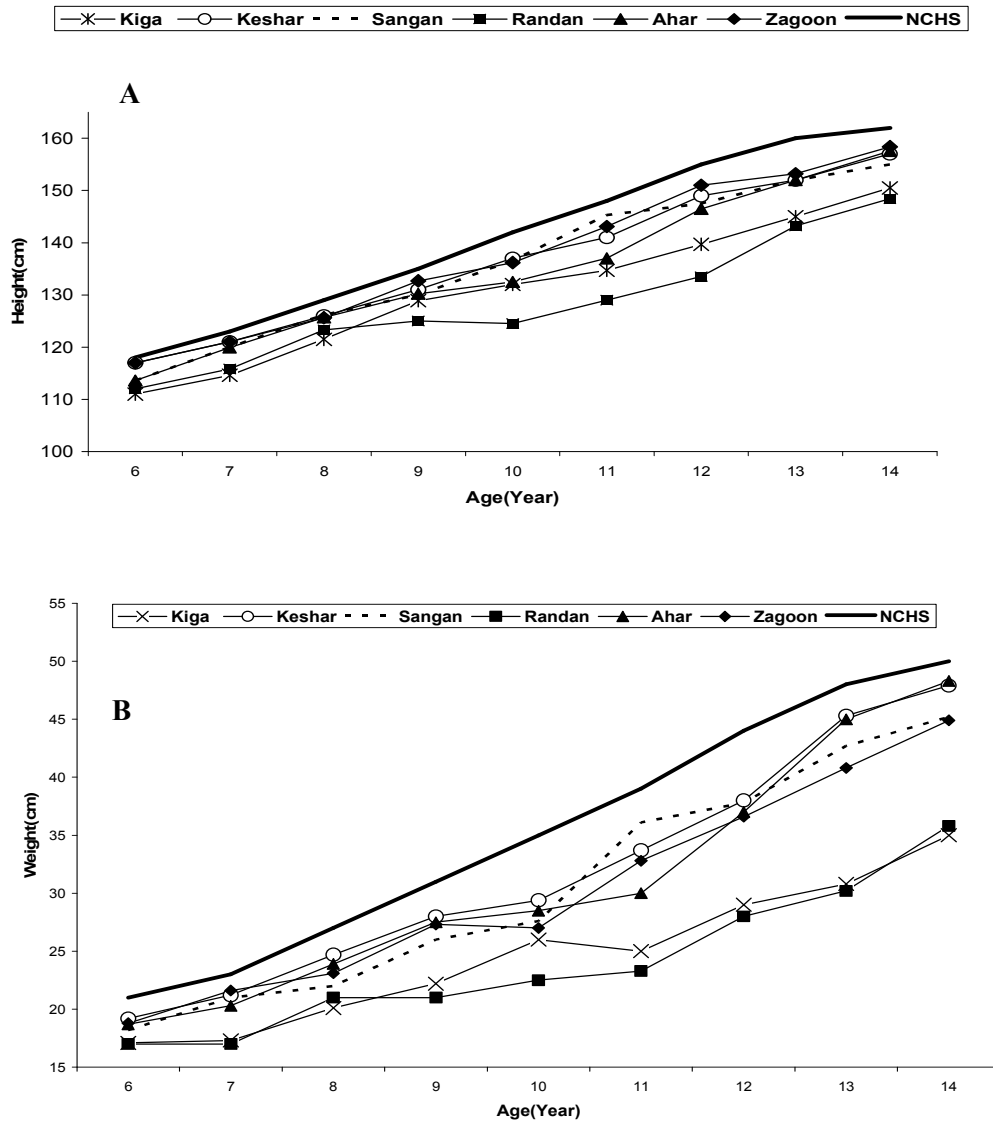 Kiga Keshar Sangan Randan Ahar Zagoon NCHS
A
160
150
140
130
120
110
100
Height(cm)
6 7 8 9 10 11 12 13 14
Age(Year)
55
50
45
40
35
30
25
20
15
Kiga Keshar Sangan Randan Ahar Zagoon NCHS
B
Weight(cm)
6 7 8 9 10 11 12 13 14
Age(Year)